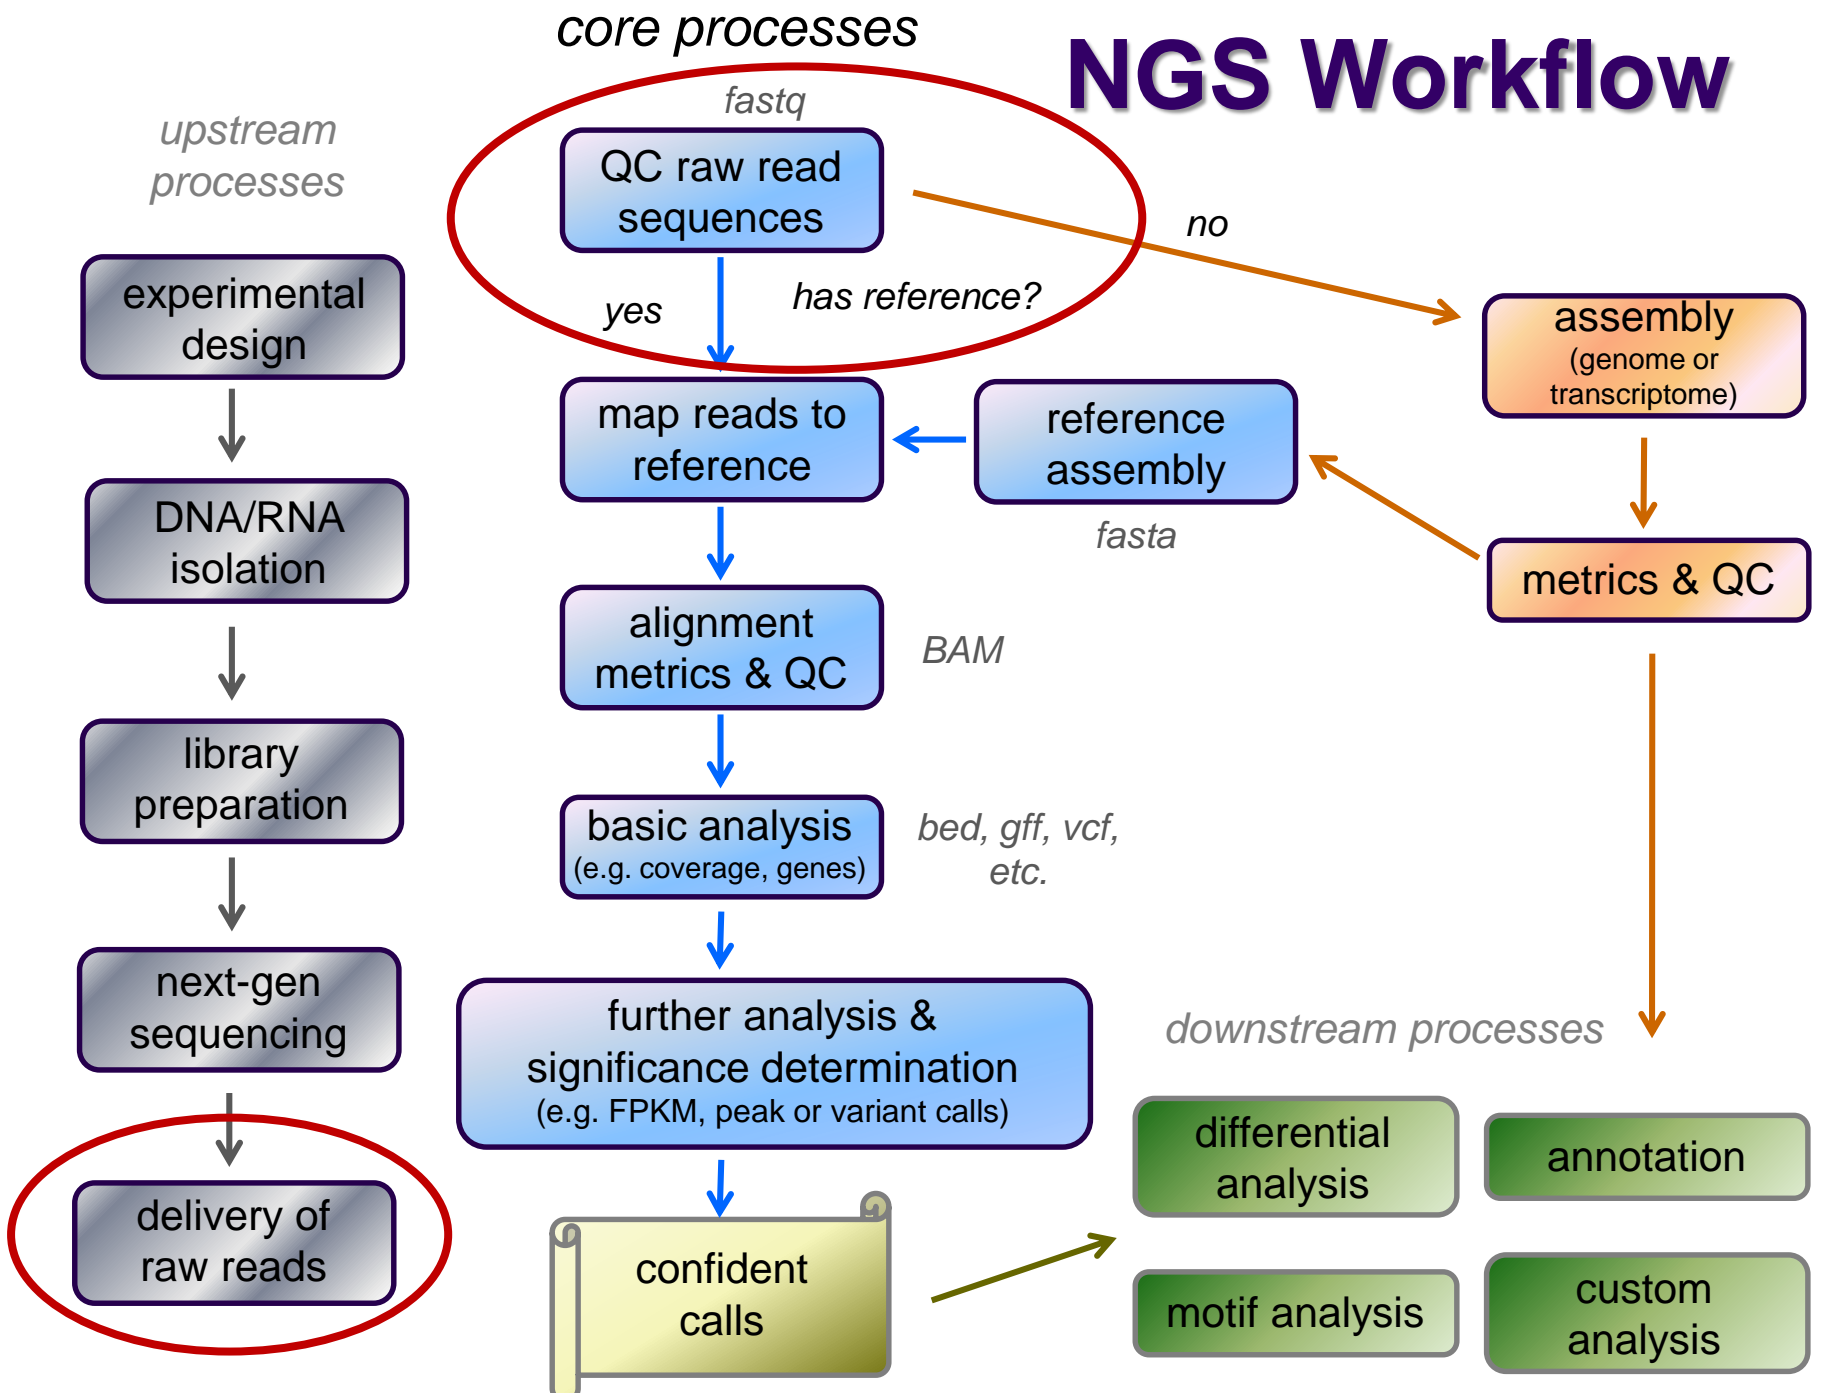 core processes
NGS Workflow
upstream
processes
experimental
design
DNA/RNA
isolation
library
preparation
next-gen
sequencing
delivery of
raw reads
fastq
QC raw read
sequences
yes
has reference?
no
map reads to
reference
reference
assembly
fasta
assembly
(genome or
transcriptome)
metrics & QC
alignment
metrics & QC
BAM
basic analysis
(e.g. coverage, genes)
bed, gff, vcf,
etc.
further analysis &
significance determination
(e.g. FPKM, peak or variant calls)
confident
calls
downstream processes
differential
analysis
annotation
motif analysis
custom
analysis